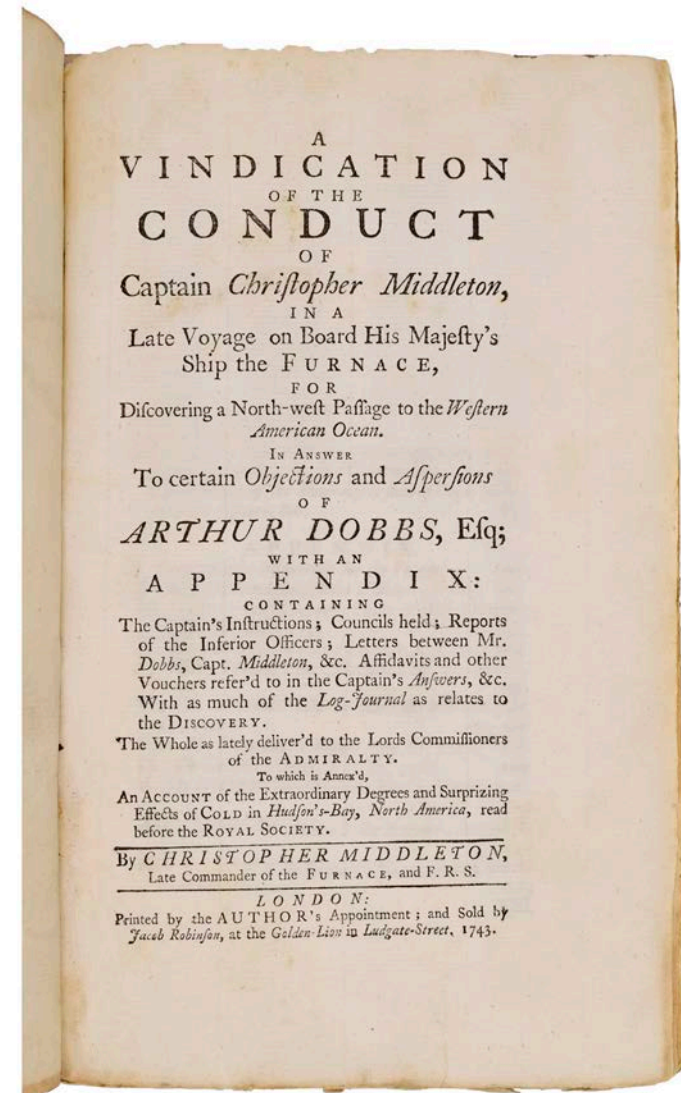 A
VINDICATION
OF THE
CONDUCT
OF
Captain Chriſtopher Middleton,
IN A
Late Voyage on Board His Majeſty's
Ship the FURNACE,
FOR
Diſcovering a North-weſt Paſſage to the Weſtern
American Ocean.
IN ANSWER
To certain Objections and Aſperſions
OF
ARTHUR DOBBS, Eſq;
WITH AN
APPENDIX:
CONTAINING
The Captain's Inſtructions; Councils held; Reports
of the Inferior Officers; Letters between Mr.
Dobbs, Capt. Middleton, &c. Affidavits and other
Vouchers refer'd to in the Captain's Anſwers, &c.
With as much of the Log-Journal as relates to
the DISCOVERY.
The Whole as lately deliver'd to the Lords Commiſſioners
of the ADMIRALTY.
To which is Annex'd,
An ACCOUNT of the Extraordinary Degrees and Surprizing
Effects of COLD in Hudſon's-Bay, North America, read
before the ROYAL SOCIETY.
By CHRISTOPHER MIDDLETON,
Late Commander of the FURNACE, and F. R. S.
LONDON:
Printed by the AUTHOR's Appointment; and Sold by
Jacob Robinſon, at the Golden-Lion in Ludgate-Street, 1743.